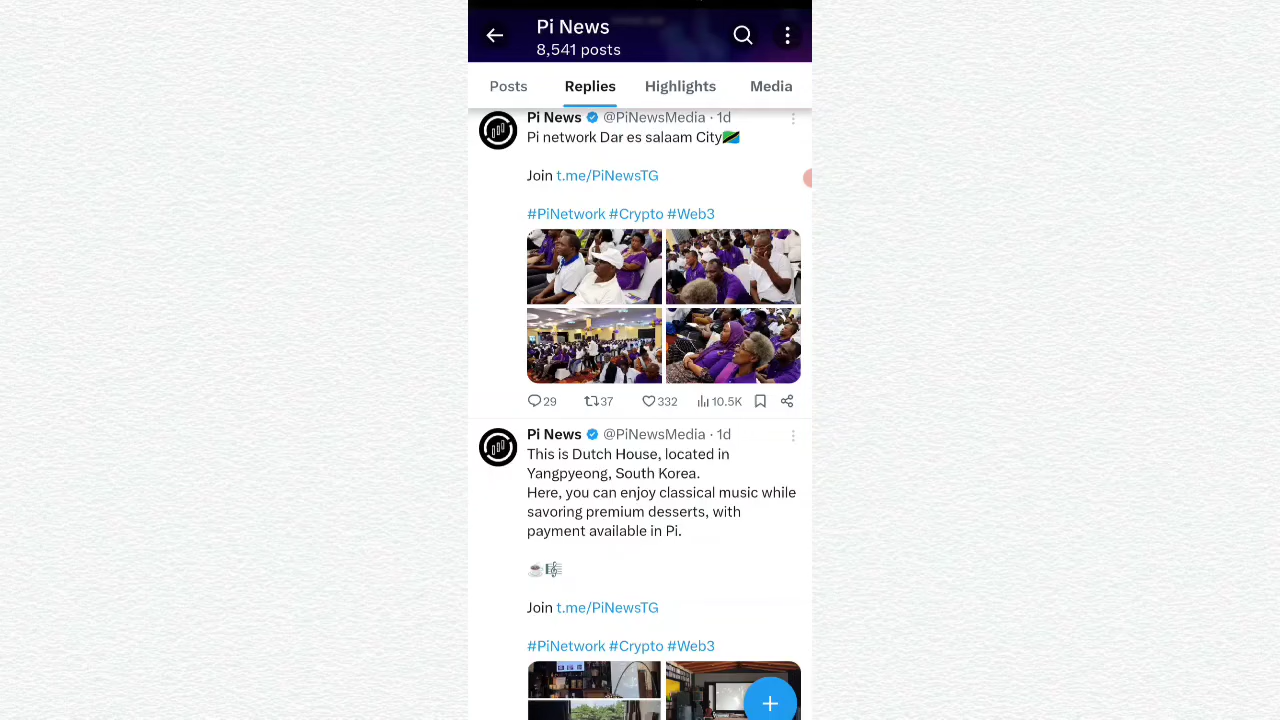 Pi News
8,541 posts
Posts Replies Highlights Media
Pi News @PiNewsMedia · 1d
Pi network Dar es salaam City🇹🇿
Join t.me/PiNewsTG
#PiNetwork #Crypto #Web3
29 37 332 10.5K
Pi News @PiNewsMedia · 1d
This is Dutch House, located in
Yangpyeong, South Korea.
Here, you can enjoy classical music while
savoring premium desserts, with
payment available in Pi.
☕🎼
Join t.me/PiNewsTG
#PiNetwork #Crypto #Web3